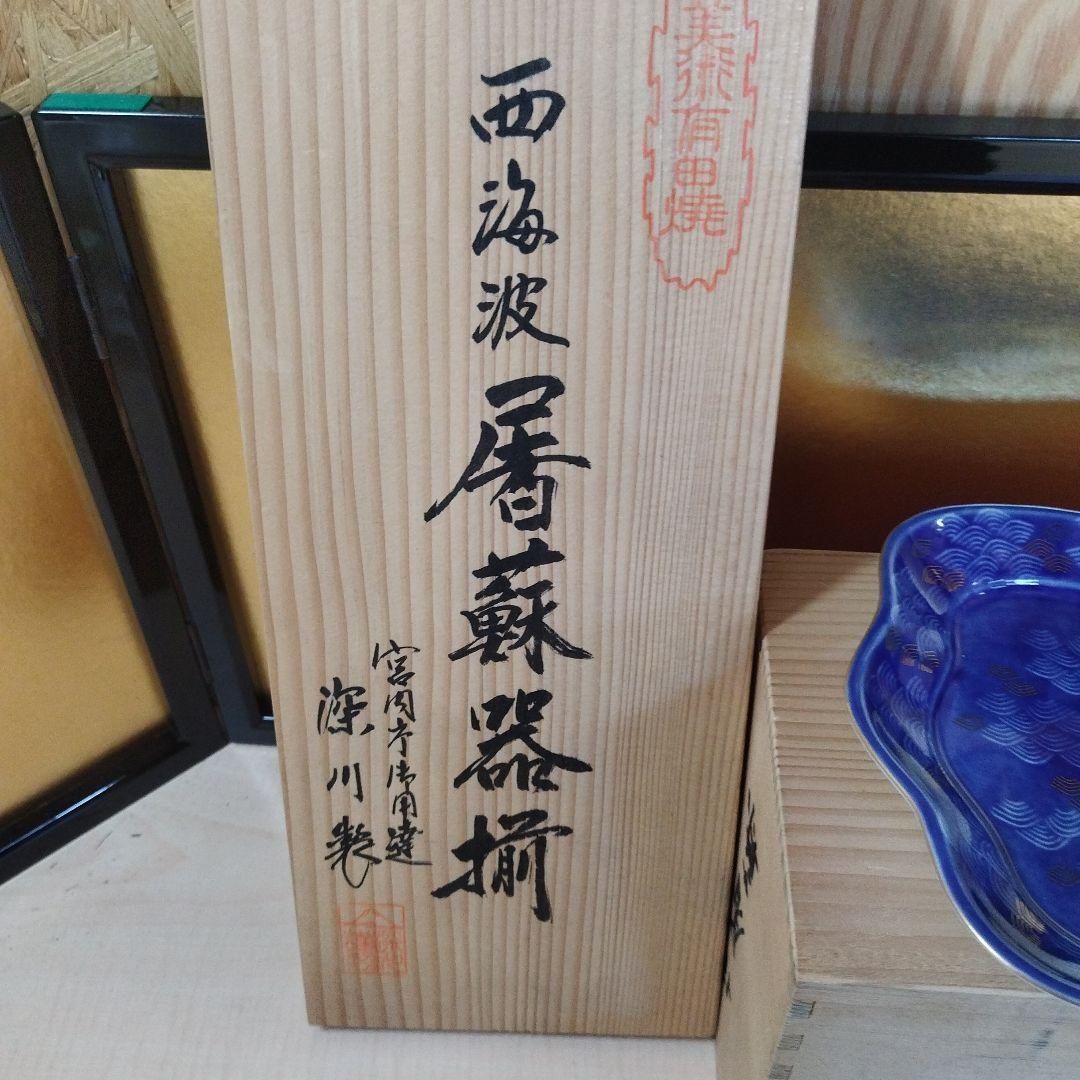 美術有田燒
西海波屠蘇器揃
宮内庁御用達
深川製